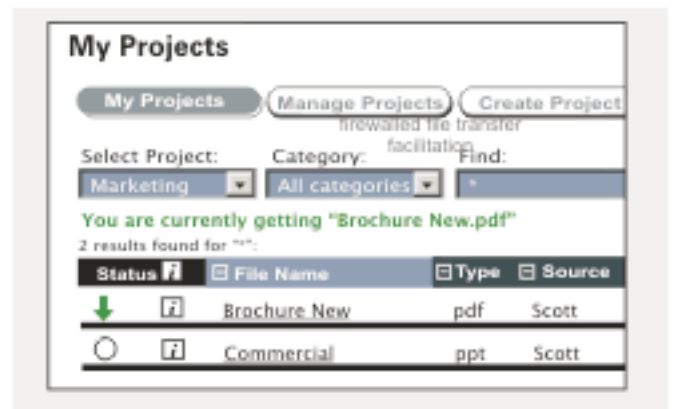 My Projects
My Projects Manage Projects Create Project
firewalled file transfer
facilitation
Select Project: Category: Find:
Marketing All categories *
You are currently getting "Brochure New.pdf"
2 results found for "*":
Status i File Name Type Source
i Brochure New pdf Scott
i Commercial ppt Scott